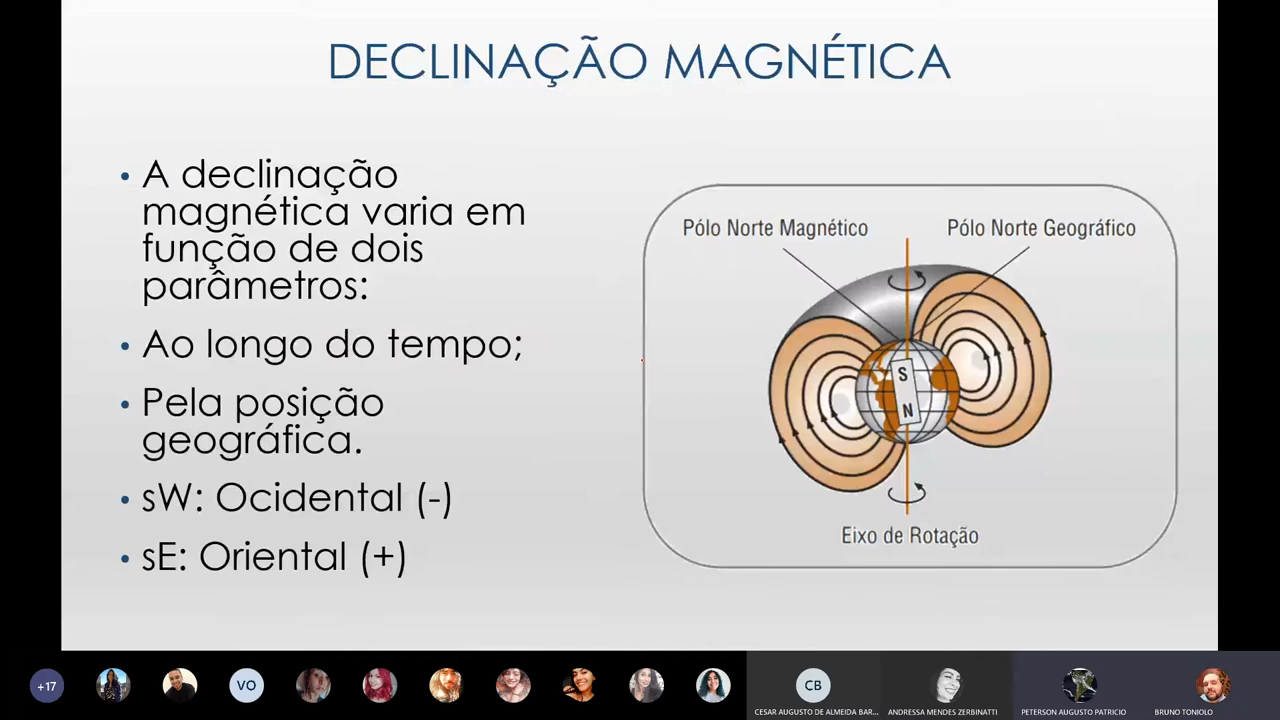 DECLINAÇÃO MAGNÉTICA
• A declinação
magnética varia em
função de dois
parâmetros:
• Ao longo do tempo;
• Pela posição
geográfica.
• sW: Ocidental (-)
• sE: Oriental (+)
Pólo Norte Magnético
Pólo Norte Geográfico
S
N
Eixo de Rotação
+17
VO
CB
CESAR AUGUSTO DE ALMEIDA BAR...
ANDRESSA MENDES ZERBINATTI
PETERSON AUGUSTO PATRICIO
BRUNO TONIOLO